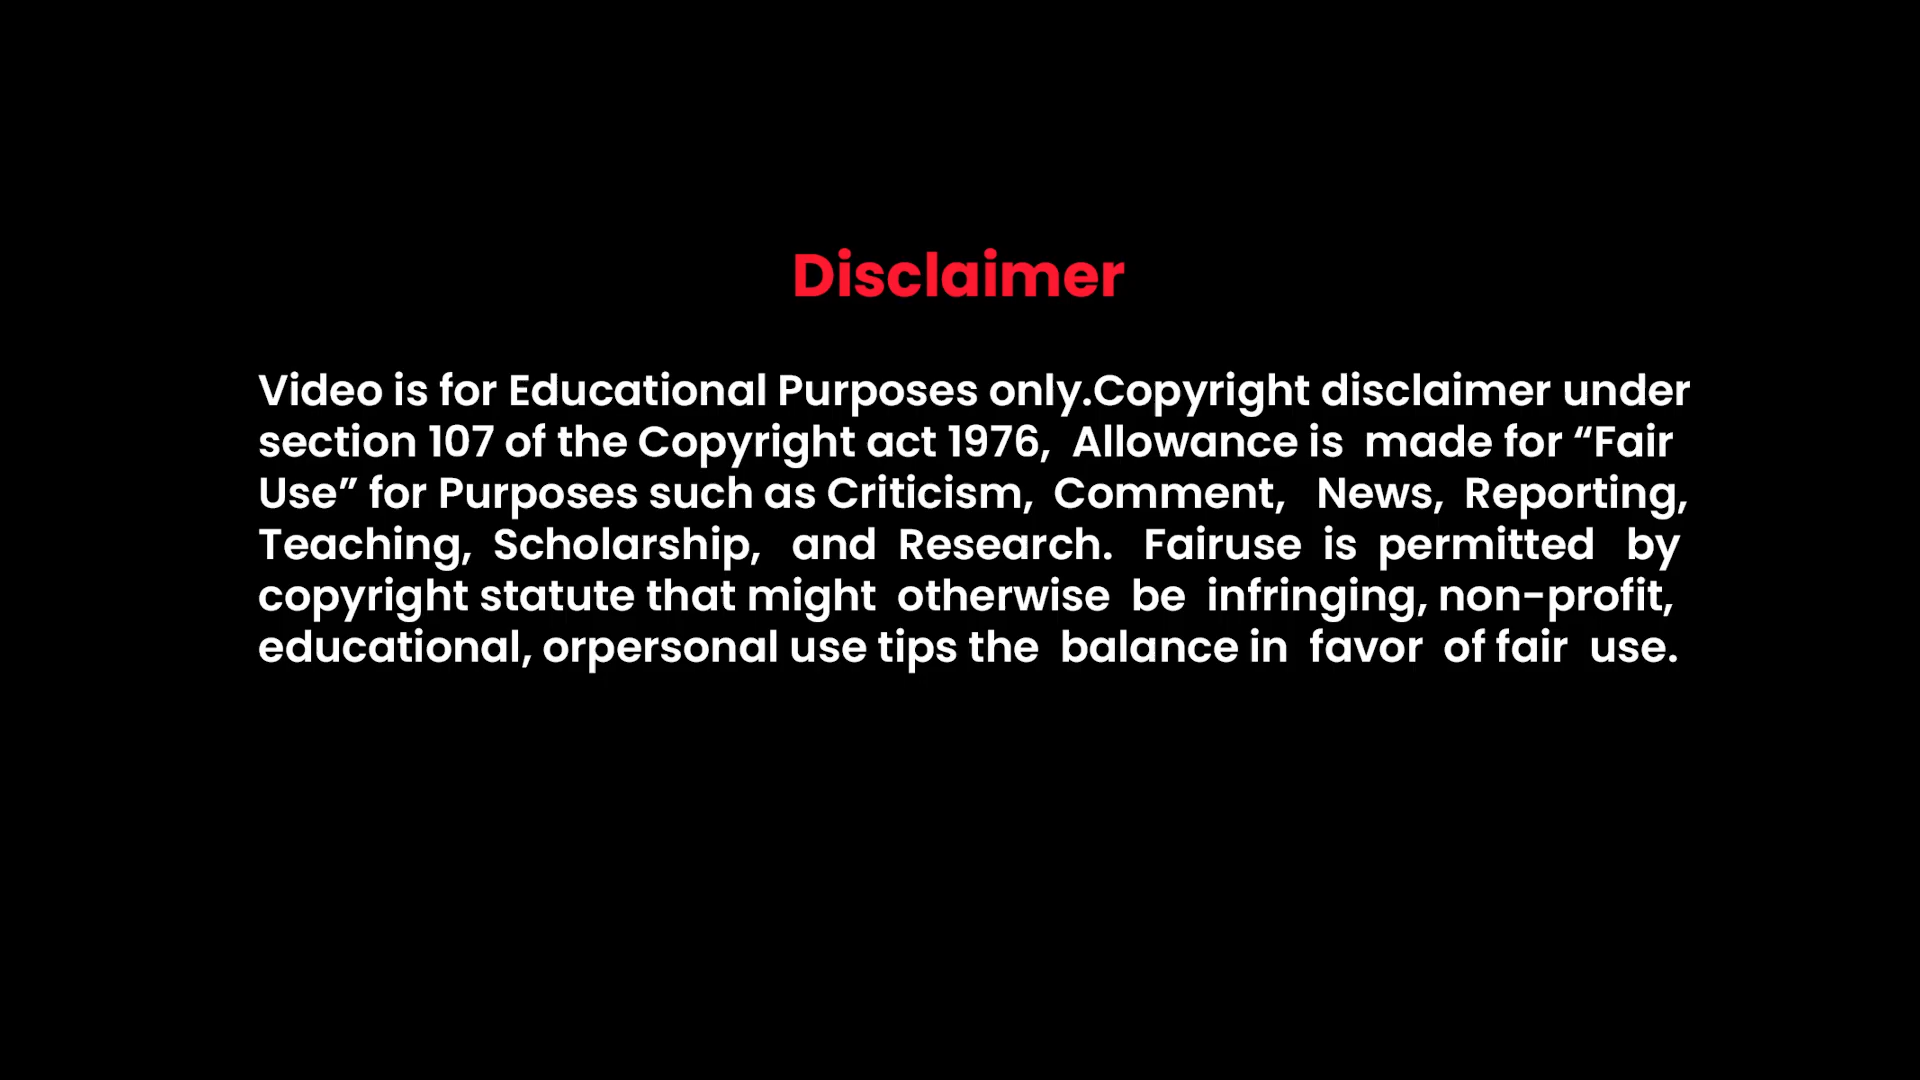 Disclaimer
Video is for Educational Purposes only.Copyright disclaimer under
section 107 of the Copyright act 1976, Allowance is made for “Fair
Use” for Purposes such as Criticism, Comment, News, Reporting,
Teaching, Scholarship, and Research. Fairuse is permitted by
copyright statute that might otherwise be infringing, non-profit,
educational, orpersonal use tips the balance in favor of fair use.